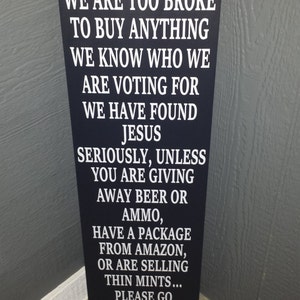 WE ARE TOO BROKE
TO BUY ANYTHING
WE KNOW WHO WE
ARE VOTING FOR
WE HAVE FOUND
JESUS
SERIOUSLY, UNLESS
YOU ARE GIVING
AWAY BEER OR
AMMO,
HAVE A PACKAGE
FROM AMAZON,
OR ARE SELLING
THIN MINTS...
PLEASE GO